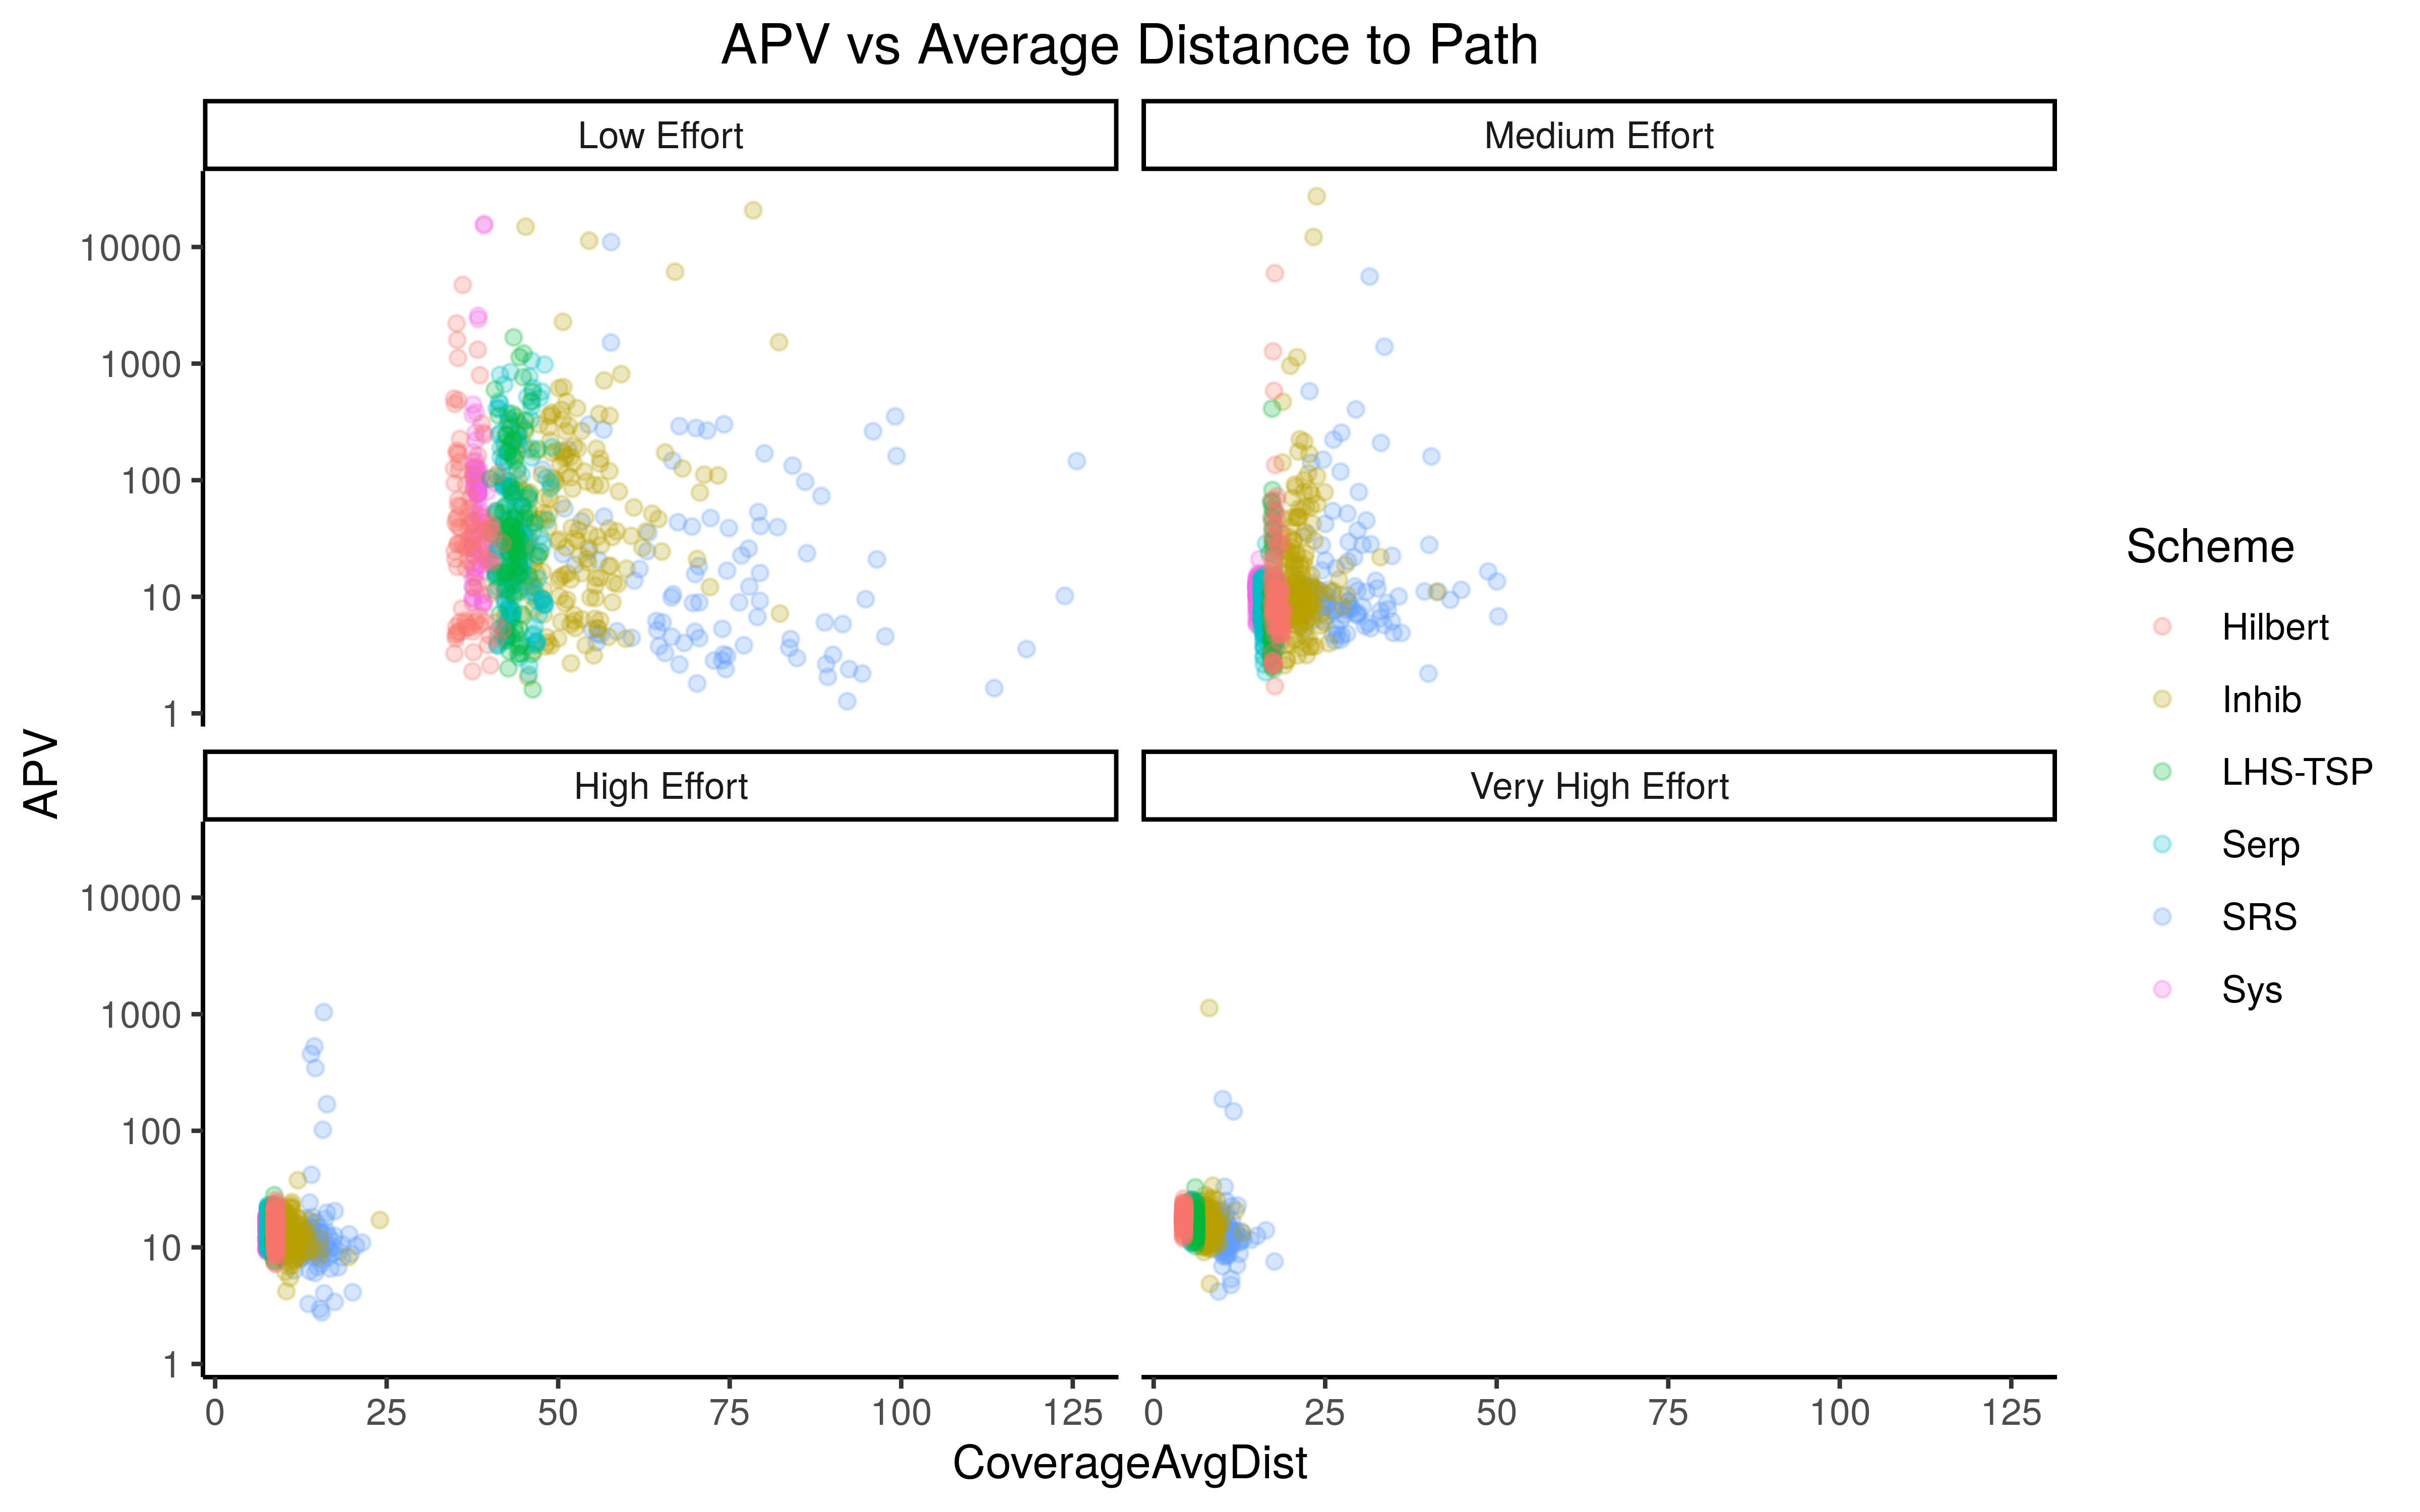 APV vs Average Distance to Path
Low Effort
Medium Effort
10000
1000
100
10
1
APV
High Effort
Very High Effort
10000
1000
100
10
1
0 25 50 75 100 125
0 25 50 75 100 125
CoverageAvgDist
Scheme
Hilbert
Inhib
LHS-TSP
Serp
SRS
Sys